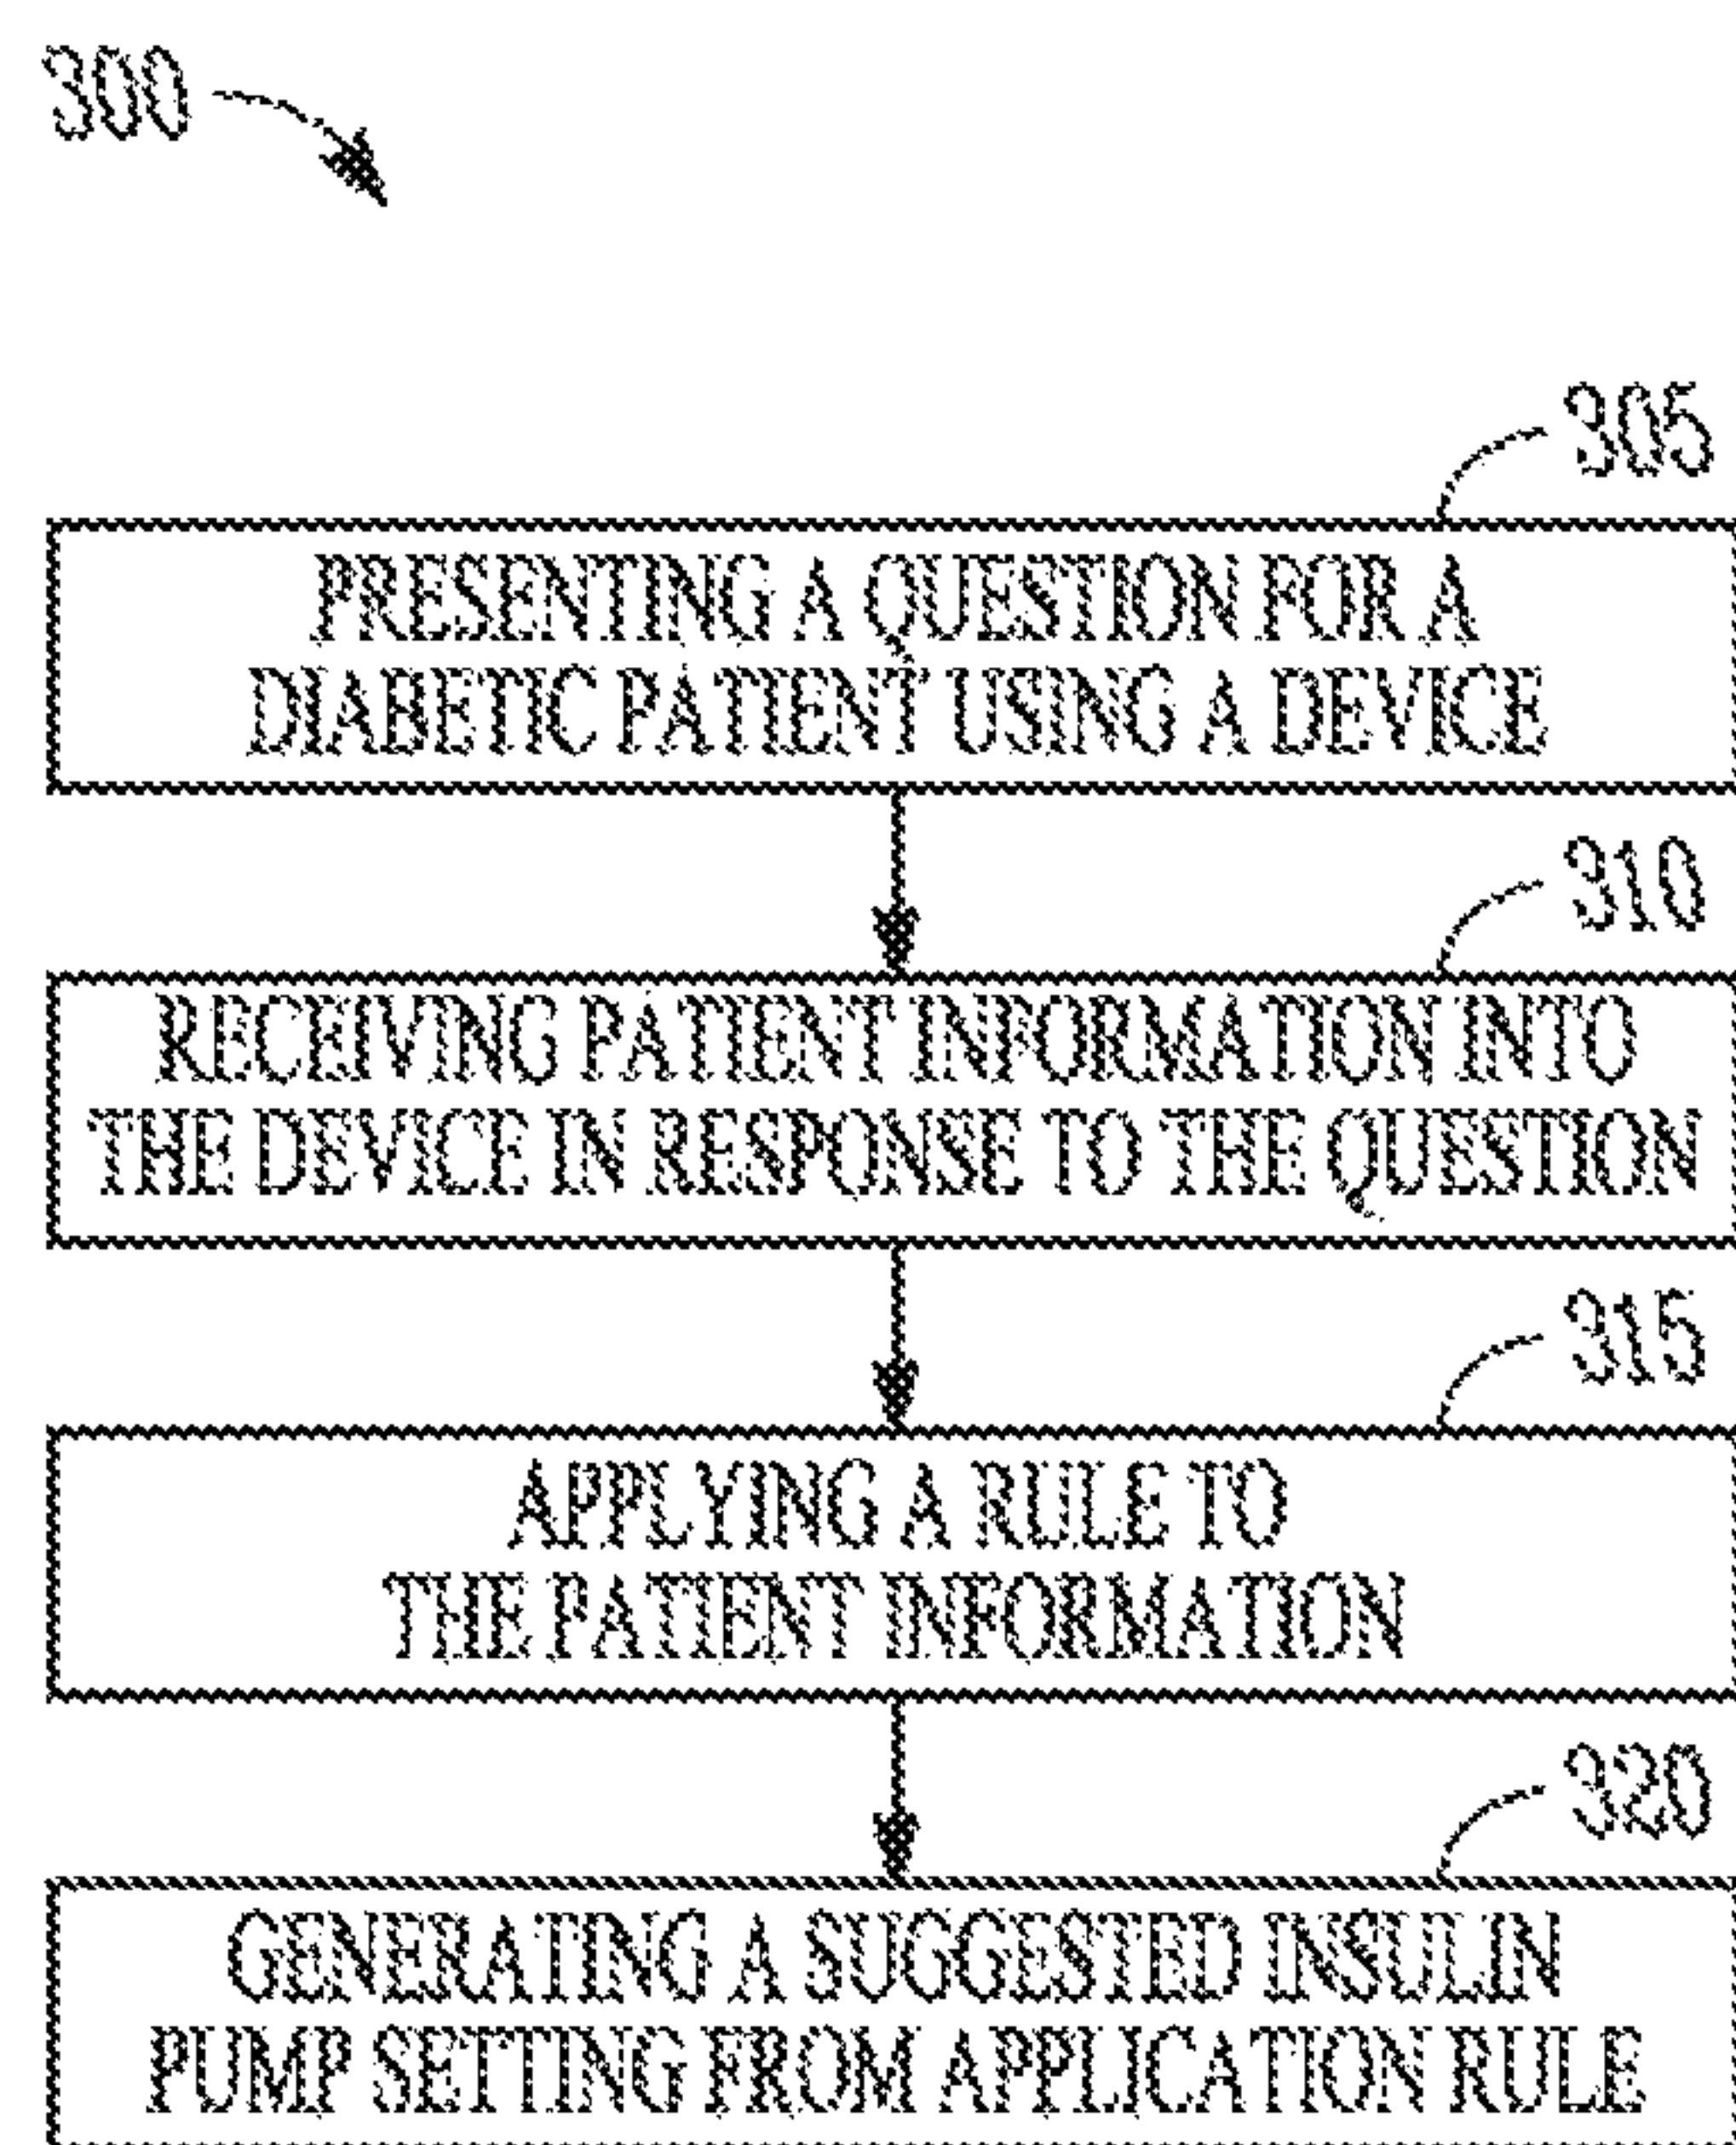 300
305
PRESENTING A QUESTION FOR A
DIABETIC PATIENT USING A DEVICE
310
RECEIVING PATIENT INFORMATION INTO
THE DEVICE IN RESPONSE TO THE QUESTION
315
APPLYING A RULE TO
THE PATIENT INFORMATION
320
GENERATING A SUGGESTED INSULIN
PUMP SETTING FROM APPLICATION RULE